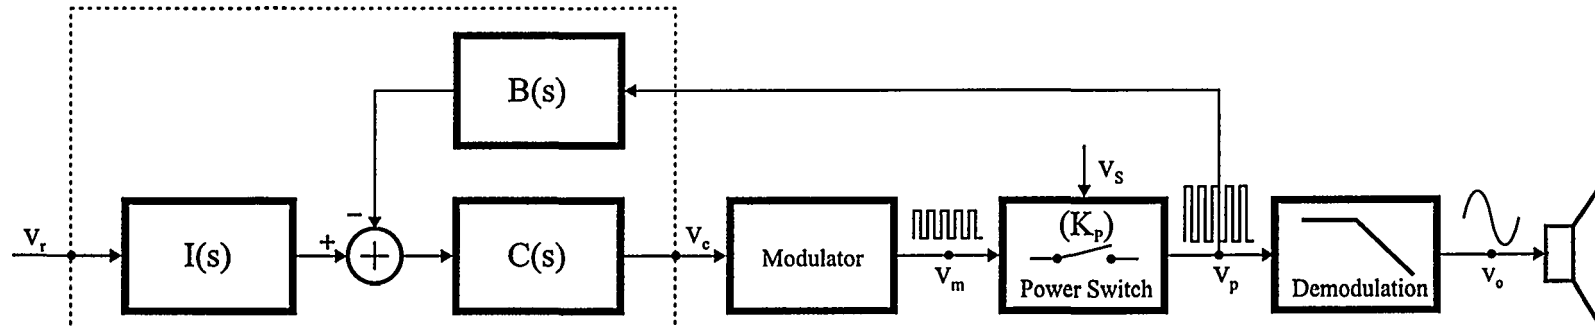 B(s)
V_S
V_r
I(s)
+
−
+
C(s)
V_c
Modulator
V_m
(K_P)
Power Switch
V_p
Demodulation
V_o